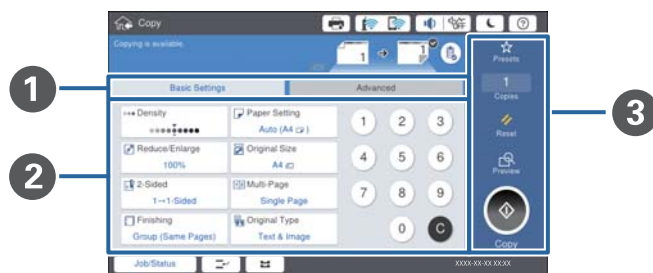 Copy
OFF
Copying is available.
1 1
Presets
1
Copies
Basic Settings Advanced
Density Paper Setting
Auto (A4)
1 2 3
Reset
Reduce/Enlarge Original Size
100% A4
4 5 6
Preview
2-Sided Multi-Page
1→1-Sided Single Page
7 8 9
Finishing Original Type
Group (Same Pages) Text & Image
0 C
Copy
Job/Status
XXXX-XX-XX XX:XX
1
2
3